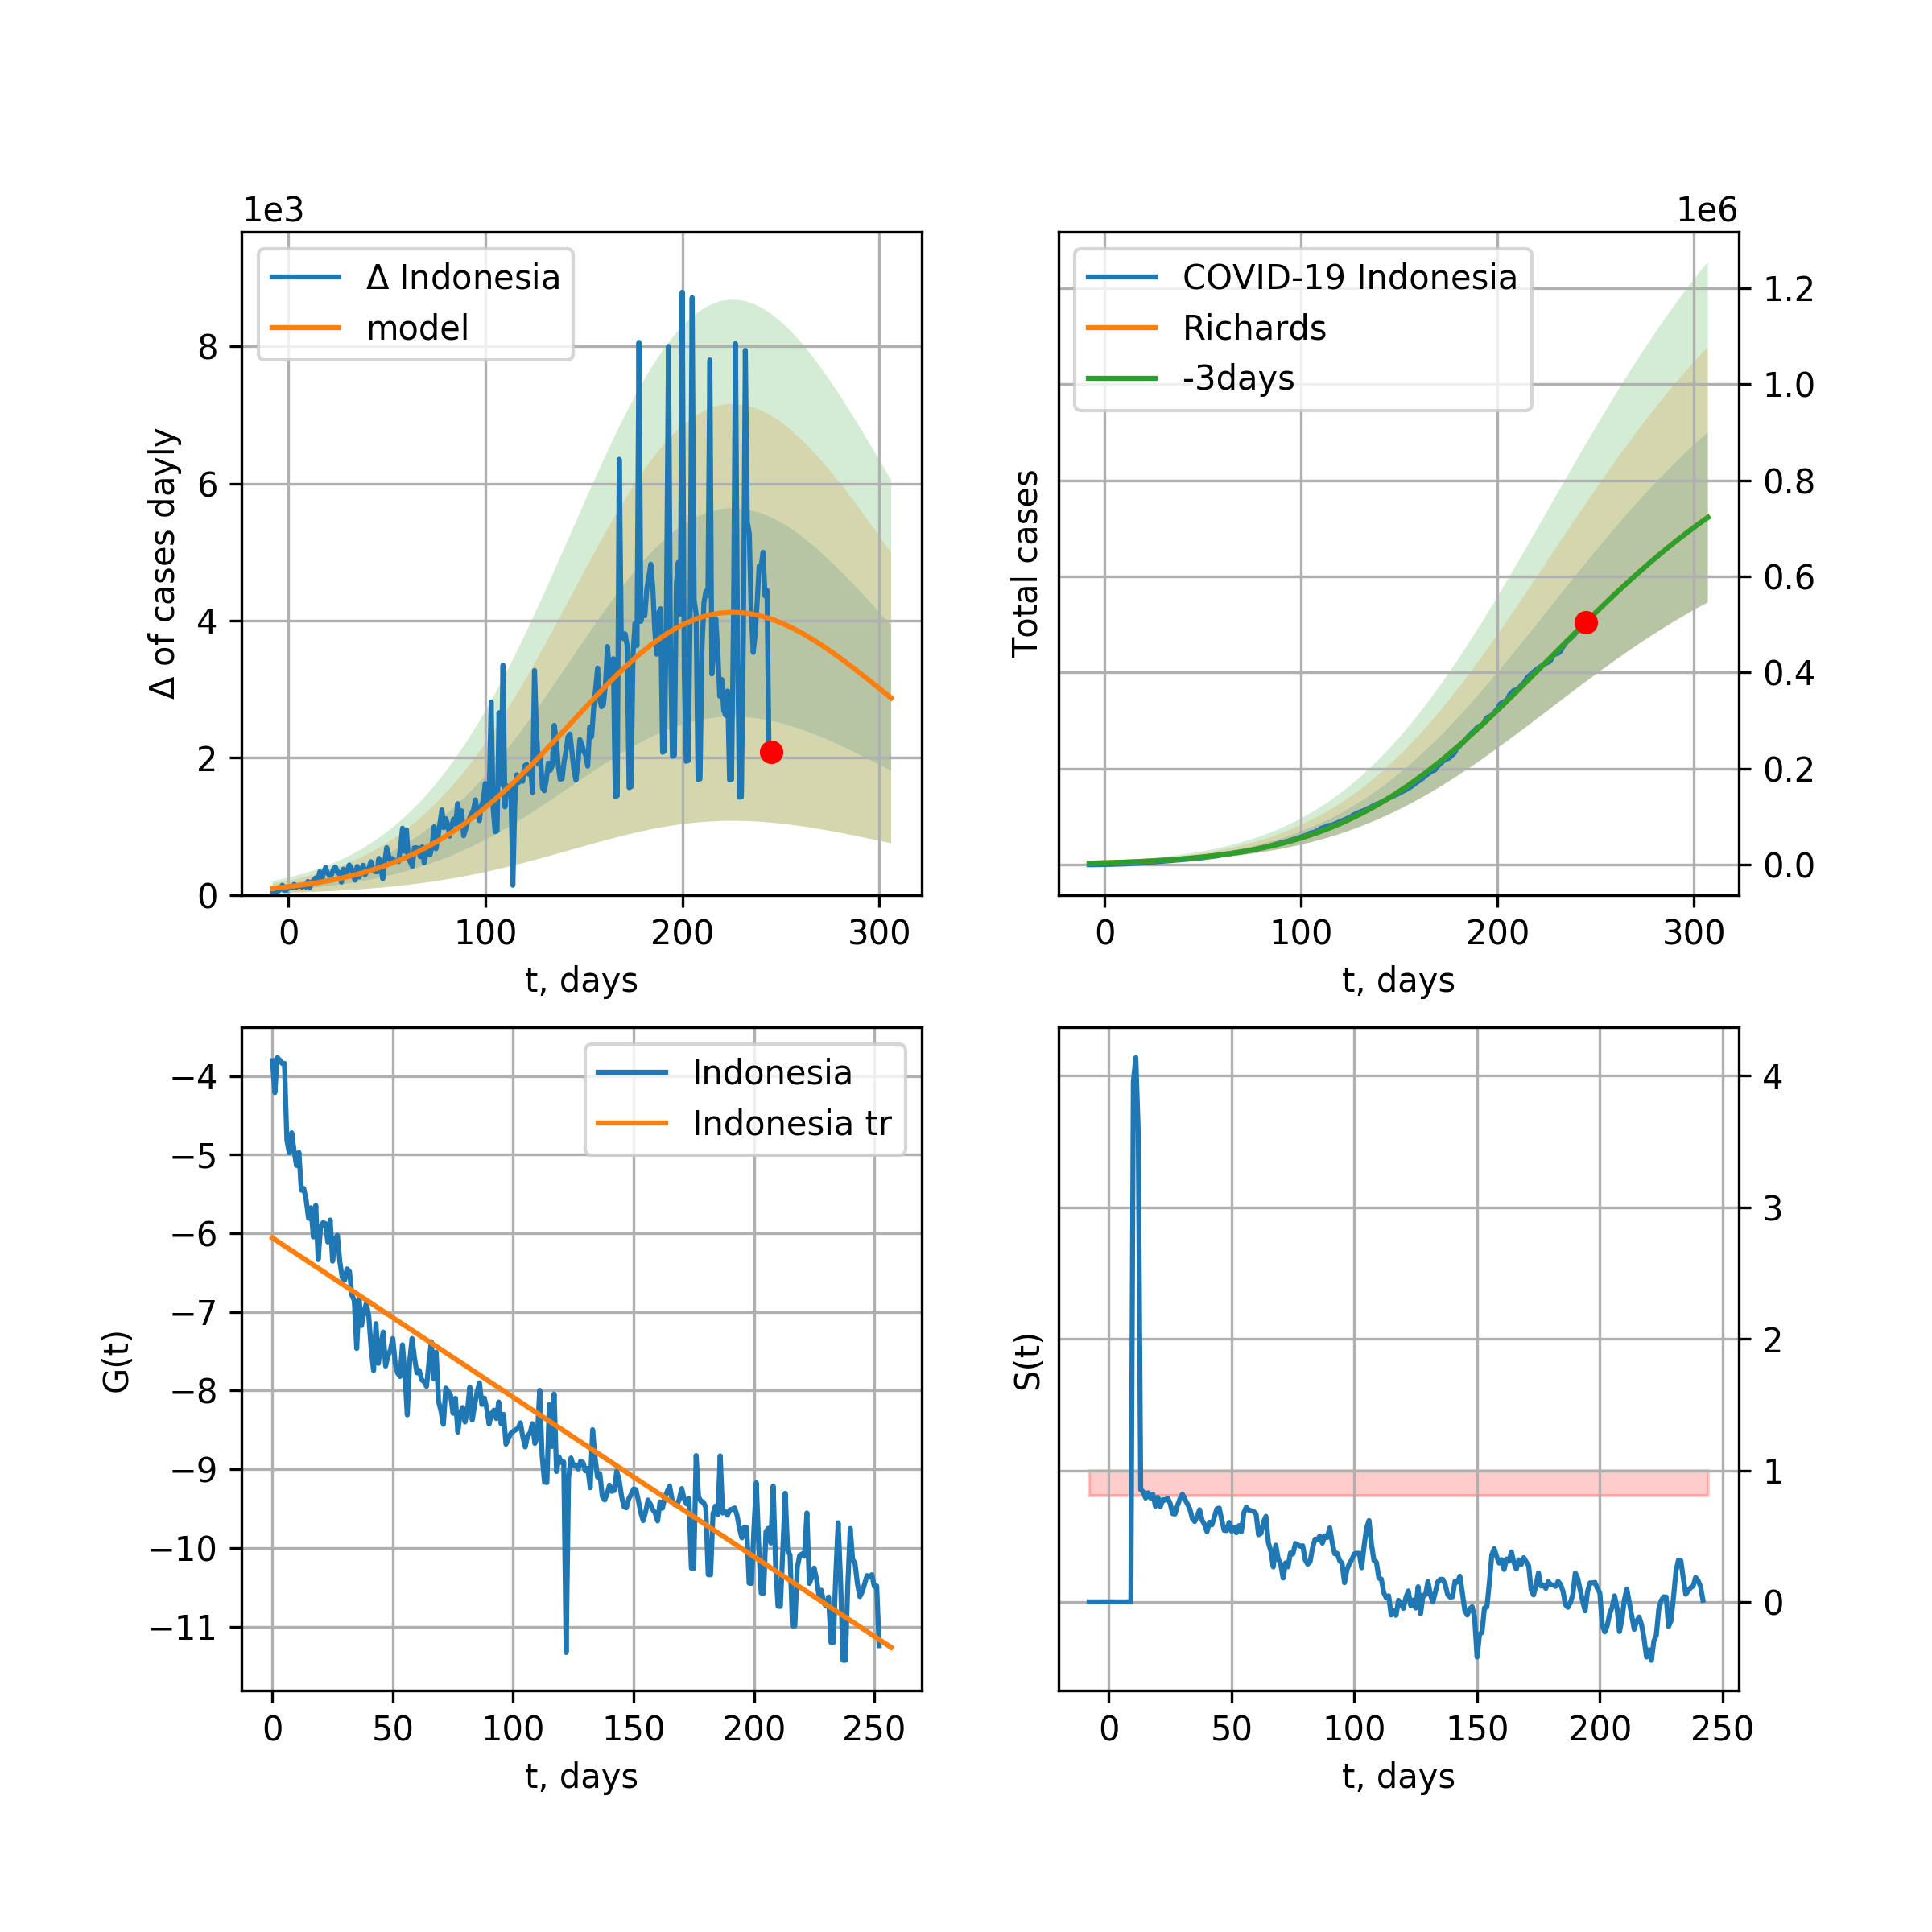 1e3
Δ Indonesia
model
8
6
4
2
0
Δ of cases dayly
0 100 200 300
t, days
1e6
COVID-19 Indonesia
Richards
-3days
1.2
1.0
0.8
0.6
0.4
0.2
0.0
Total cases
0 100 200 300
t, days
Indonesia
Indonesia tr
−4
−5
−6
−7
−8
−9
−10
−11
G(t)
0 50 100 150 200 250
t, days
4
3
2
1
0
S(t)
0 50 100 150 200 250
t, days